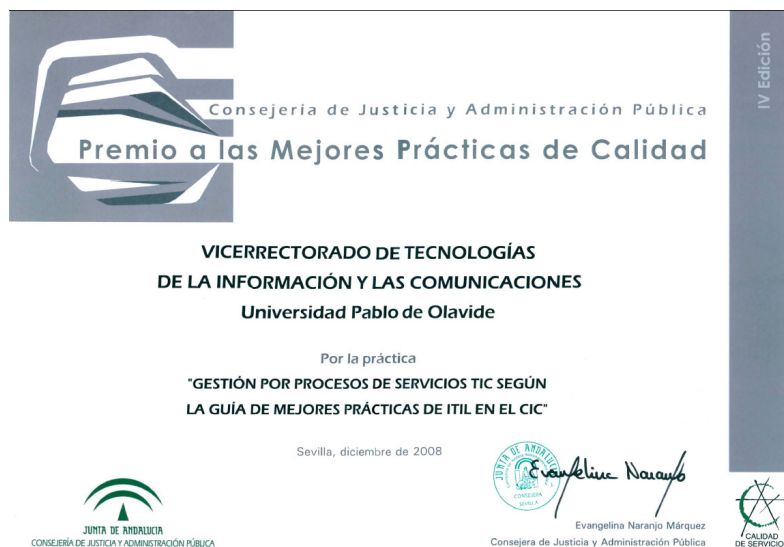 IV Edición
Consejería de Justicia y Administración Pública
Premio a las Mejores Prácticas de Calidad
VICERRECTORADO DE TECNOLOGÍAS
DE LA INFORMACIÓN Y LAS COMUNICACIONES
Universidad Pablo de Olavide
Por la práctica
"GESTIÓN POR PROCESOS DE SERVICIOS TIC SEGÚN
LA GUÍA DE MEJORES PRÁCTICAS DE ITIL EN EL CIC"
Sevilla, diciembre de 2008
JUNTA DE ANDALUCIA
CONSEJERA
SEVILLA
Evangelina Naranjo
Evangelina Naranjo Márquez
Consejera de Justicia y Administración Pública
JUNTA DE ANDALUCIA
CONSEJERÍA DE JUSTICIA Y ADMINISTRACIÓN PÚBLICA
CALIDAD
DE SERVICIO